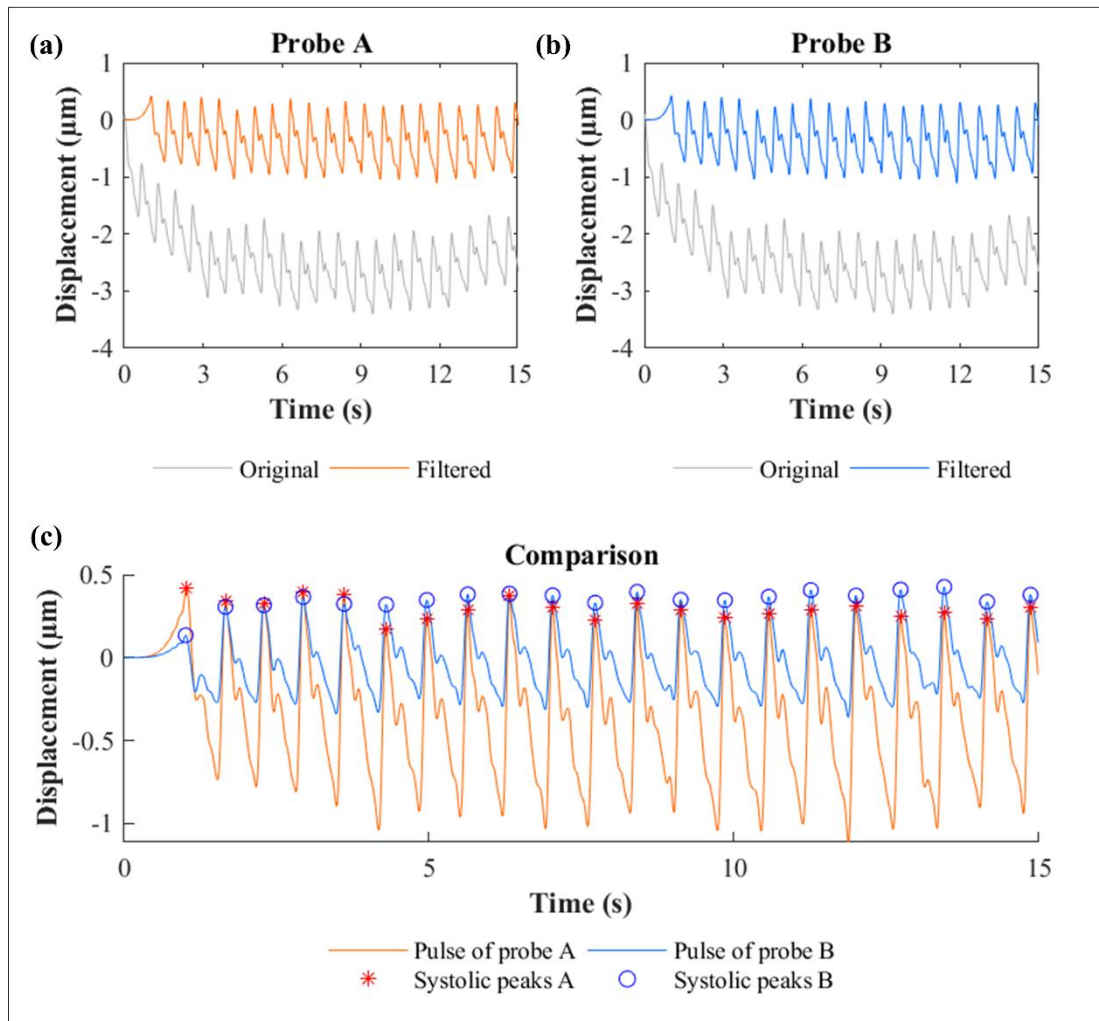 (a) Probe A
Displacement (µm)
1
0
-1
-2
-3
-4
0 3 6 9 12 15
Time (s)
Original Filtered
(b) Probe B
Displacement (µm)
1
0
-1
-2
-3
-4
0 3 6 9 12 15
Time (s)
Original Filtered
(c) Comparison
Displacement (µm)
0.5
0
-0.5
-1
0 5 10 15
Time (s)
Pulse of probe A Pulse of probe B
Systolic peaks A Systolic peaks B